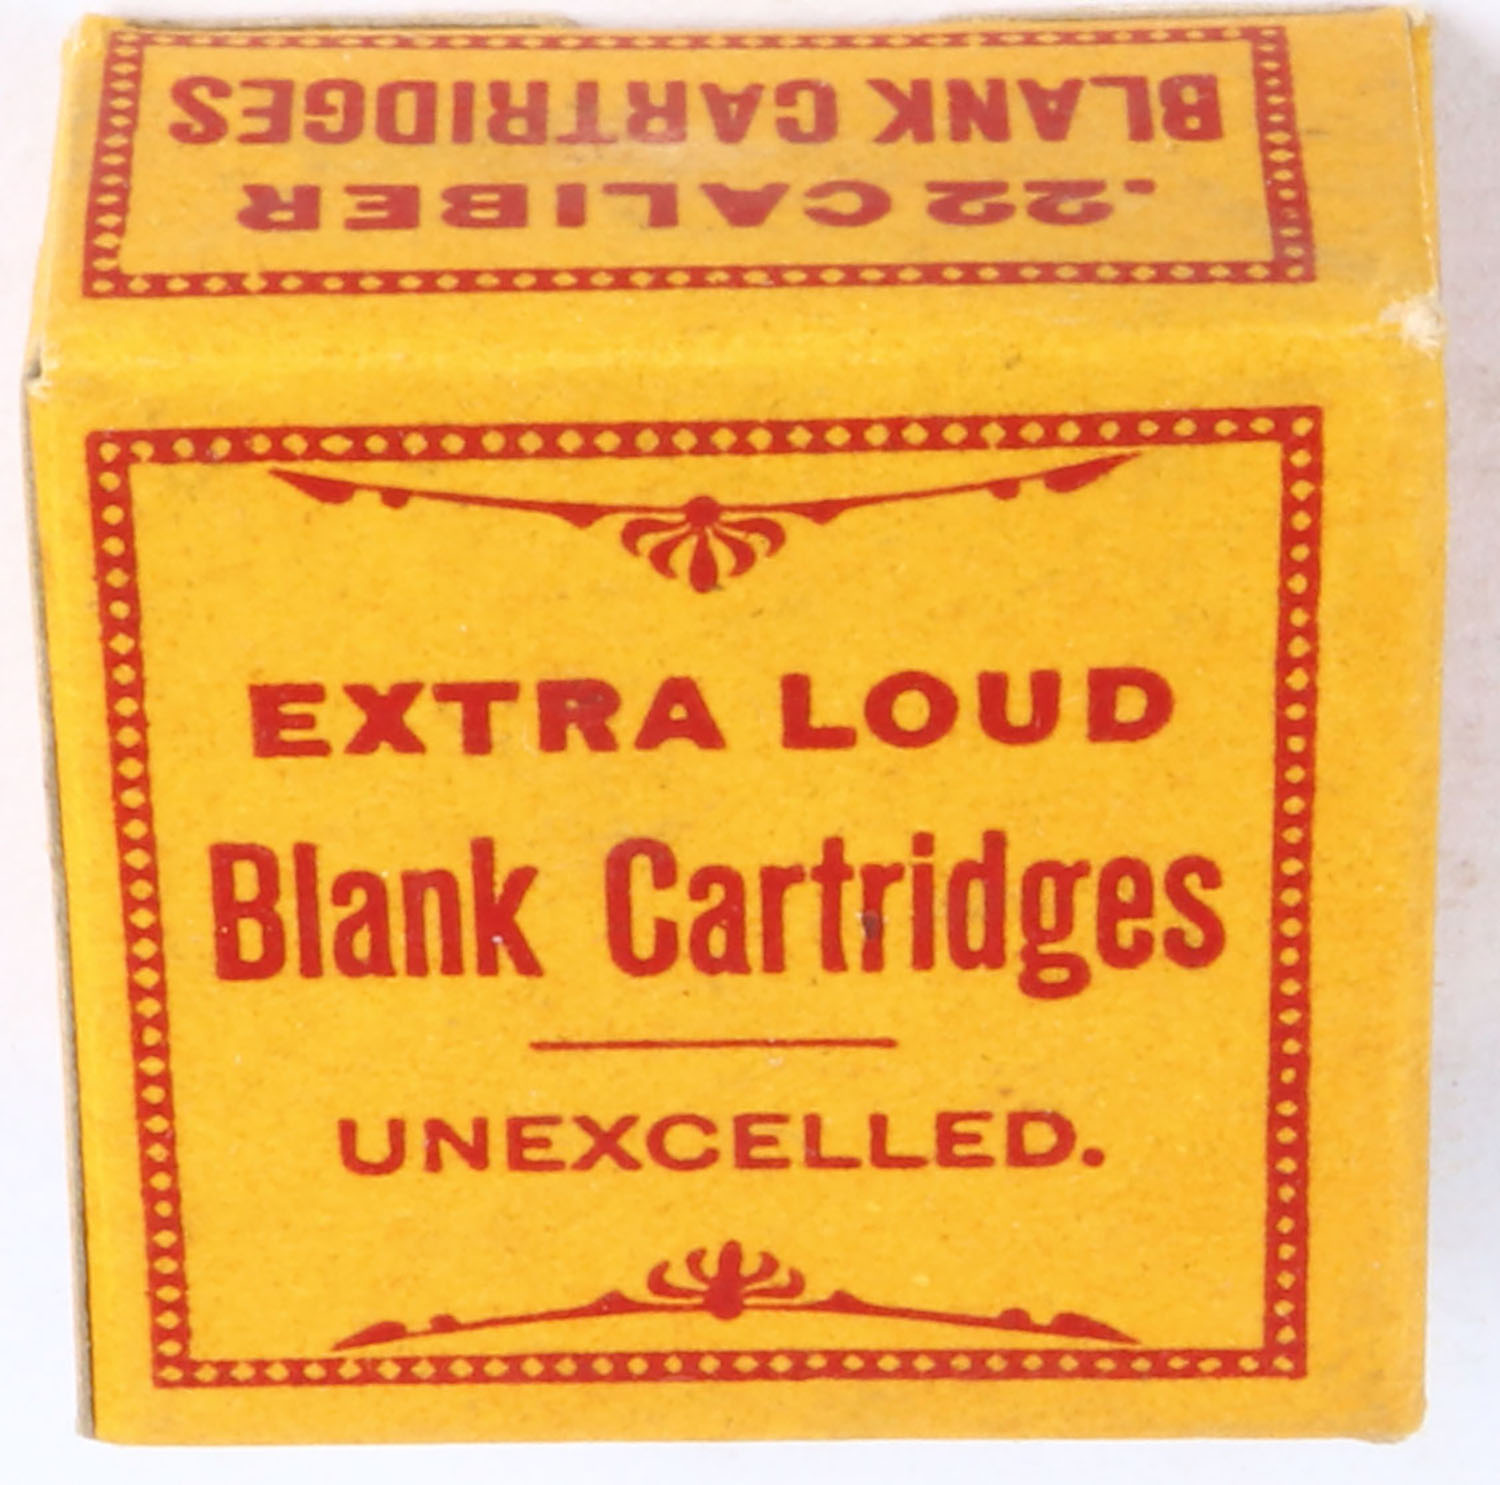 .22 CALIBER
BLANK CARTRIDGES
EXTRA LOUD
Blank Cartridges
UNEXCELLED.